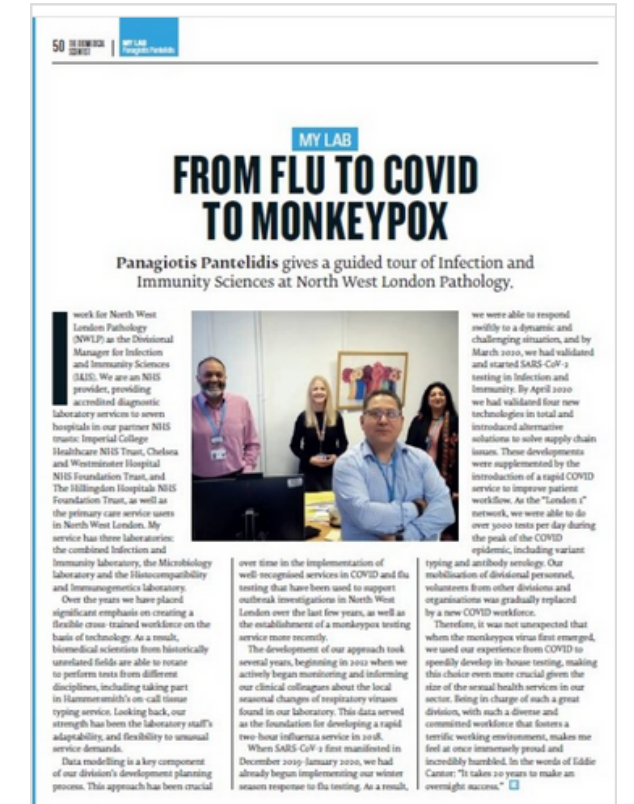 50 THE BIOMEDICAL
SCIENTIST
MY LAB
Panagiotis Pantelidis
MY LAB
FROM FLU TO COVID
TO MONKEYPOX
Panagiotis Pantelidis gives a guided tour of Infection and
Immunity Sciences at North West London Pathology.
I work for North West
London Pathology
(NWLP) as the Divisional
Manager for Infection
and Immunity Sciences
(I&IS). We are an NHS
provider, providing
accredited diagnostic
laboratory services to seven
hospitals in our partner NHS
trusts: Imperial College
Healthcare NHS Trust, Chelsea
and Westminster Hospital
NHS Foundation Trust, and
The Hillingdon Hospitals NHS
Foundation Trust, as well as
the primary care service users
in North West London. My
service has three laboratories:
the combined Infection and
Immunity laboratory, the Microbiology
laboratory and the Histocompatibility
and Immunogenetics laboratory.
Over the years we have placed
significant emphasis on creating a
flexible cross-trained workforce on the
basis of technology. As a result,
biomedical scientists from historically
unrelated fields are able to rotate
to perform tests from different
disciplines, including taking part
in Hammersmith's on-call tissue
typing service. Looking back, our
strength has been the laboratory staff's
adaptability, and flexibility to unusual
service demands.
Data modelling is a key component
of our division's development planning
process. This approach has been crucial
over time in the implementation of
well-recognised services in COVID and flu
testing that have been used to support
outbreak investigations in North West
London over the last few years, as well as
the establishment of a monkeypox testing
service more recently.
The development of our approach took
several years, beginning in 2012 when we
actively began monitoring and informing
our clinical colleagues about the local
seasonal changes of respiratory viruses
found in our laboratory. This data served
as the foundation for developing a rapid
two-hour influenza service in 2018.
When SARS-CoV-2 first manifested in
December 2019-January 2020, we had
already begun implementing our winter
season response to flu testing. As a result,
we were able to respond
swiftly to a dynamic and
challenging situation, and by
March 2020, we had validated
and started SARS-CoV-2
testing in Infection and
Immunity. By April 2020
we had validated four new
technologies in total and
introduced alternative
solutions to solve supply chain
issues. These developments
were supplemented by the
introduction of a rapid COVID
service to improve patient
workflow. As the "London 1"
network, we were able to do
over 3000 tests per day during
the peak of the COVID
epidemic, including variant
typing and antibody serology. Our
mobilisation of divisional personnel,
volunteers from other divisions and
organisations was gradually replaced
by a new COVID workforce.
Therefore, it was not unexpected that
when the monkeypox virus first emerged,
we used our experience from COVID to
speedily develop in-house testing, making
this choice even more crucial given the
size of the sexual health services in our
sector. Being in charge of such a great
division, with such a diverse and
committed workforce that fosters a
terrific working environment, makes me
feel at once immensely proud and
incredibly humbled. In the words of Eddie
Cantor: "It takes 20 years to make an
overnight success."